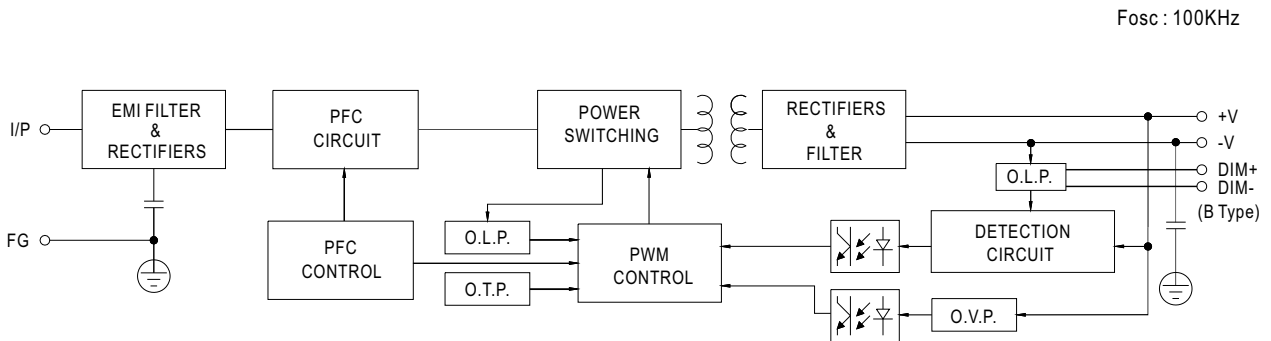 Fosc : 100KHz
I/P
EMI FILTER
&
RECTIFIERS
PFC
CIRCUIT
POWER
SWITCHING
RECTIFIERS
&
FILTER
+V
-V
DIM+
DIM-
(B Type)
O.L.P.
FG
PFC
CONTROL
O.L.P.
O.T.P.
PWM
CONTROL
DETECTION
CIRCUIT
O.V.P.